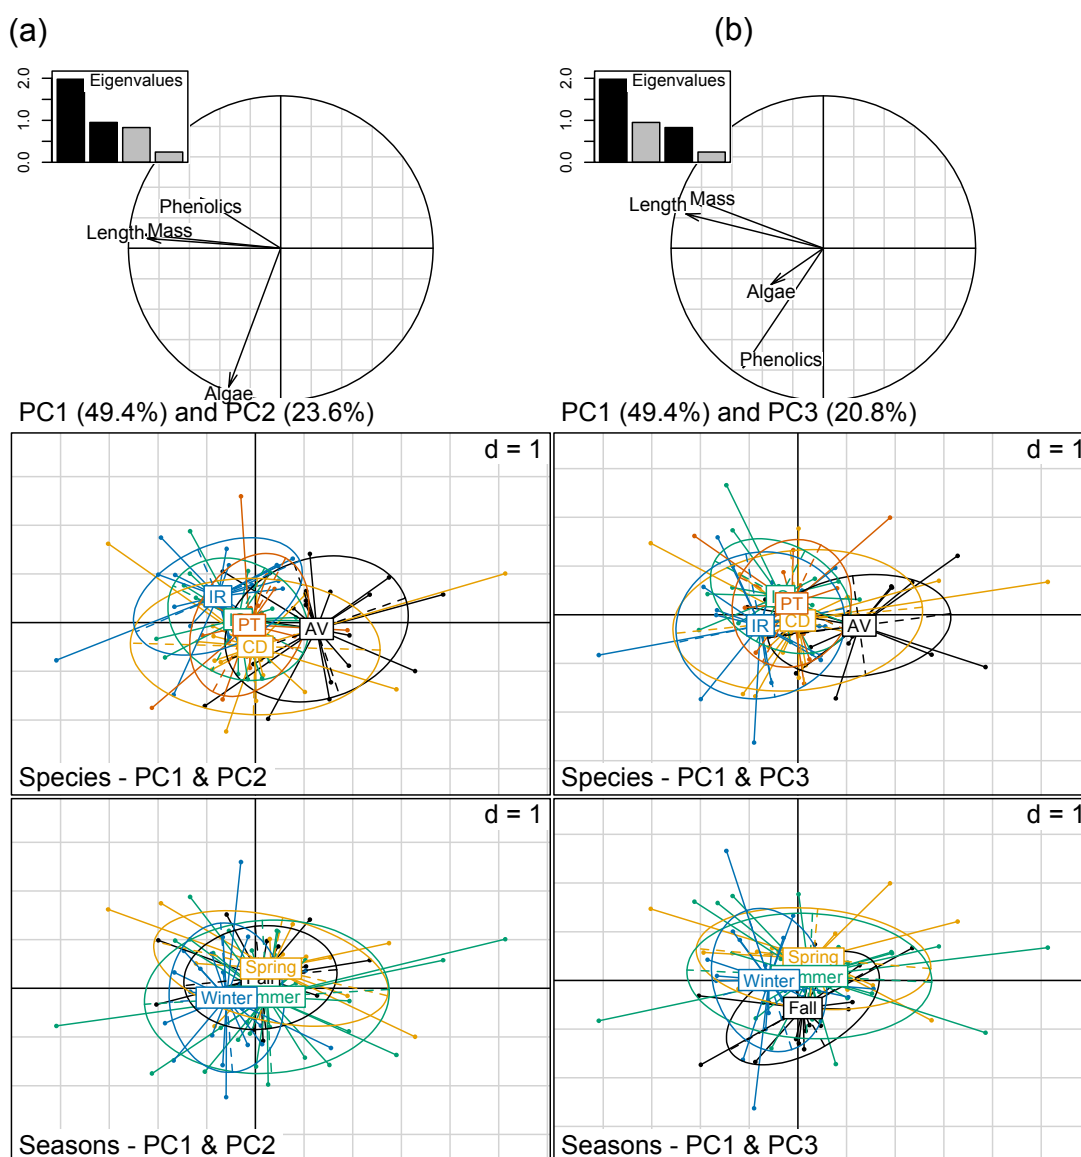 (a)
(b)
Eigenvalues
2.0
1.0
0.0
Phenolics
Length
Mass
Algae
PC1 (49.4%) and PC2 (23.6%)
Eigenvalues
2.0
1.0
0.0
Mass
Length
Algae
Phenolics
PC1 (49.4%) and PC3 (20.8%)
d = 1
IR
PT
AV
CD
Species - PC1 & PC2
d = 1
PT
IR
CD
AV
Species - PC1 & PC3
d = 1
Spring
Fall
Winter
mmer
Seasons - PC1 & PC2
d = 1
Spring
Winter
mmer
Fall
Seasons - PC1 & PC3